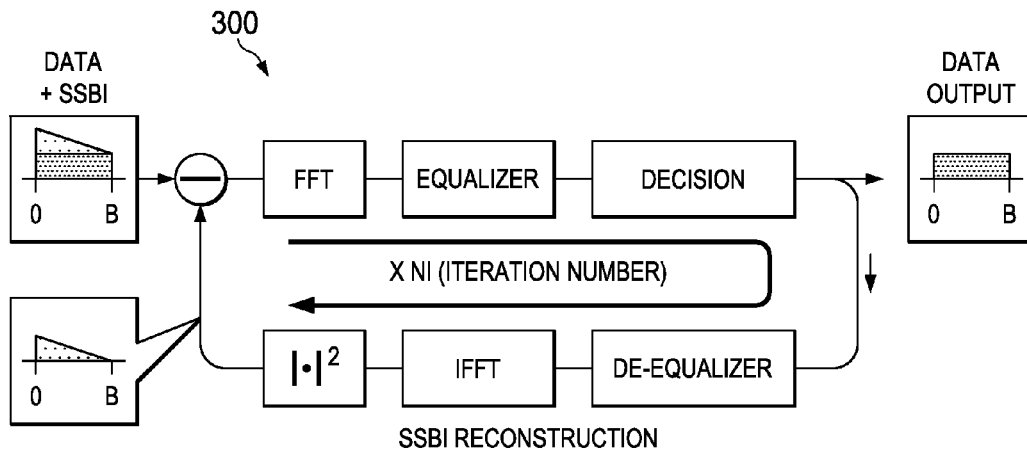 300
DATA
+ SSBI
DATA
OUTPUT
0 B
FFT
EQUALIZER
DECISION
0 B
X NI (ITERATION NUMBER)
0 B
|•|²
IFFT
DE-EQUALIZER
SSBI RECONSTRUCTION